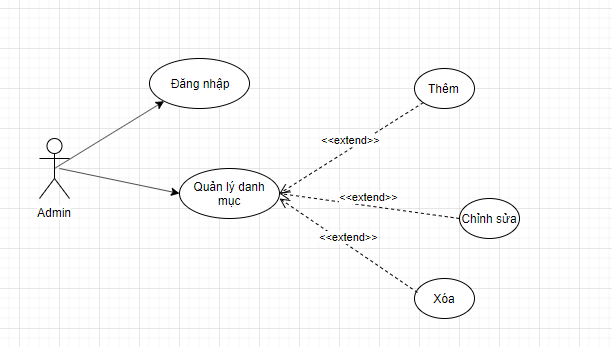 Đăng nhập
Thêm
<<extend>>
Quản lý danh
mục
<<extend>>
Chỉnh sửa
Admin
<<extend>>
Xóa